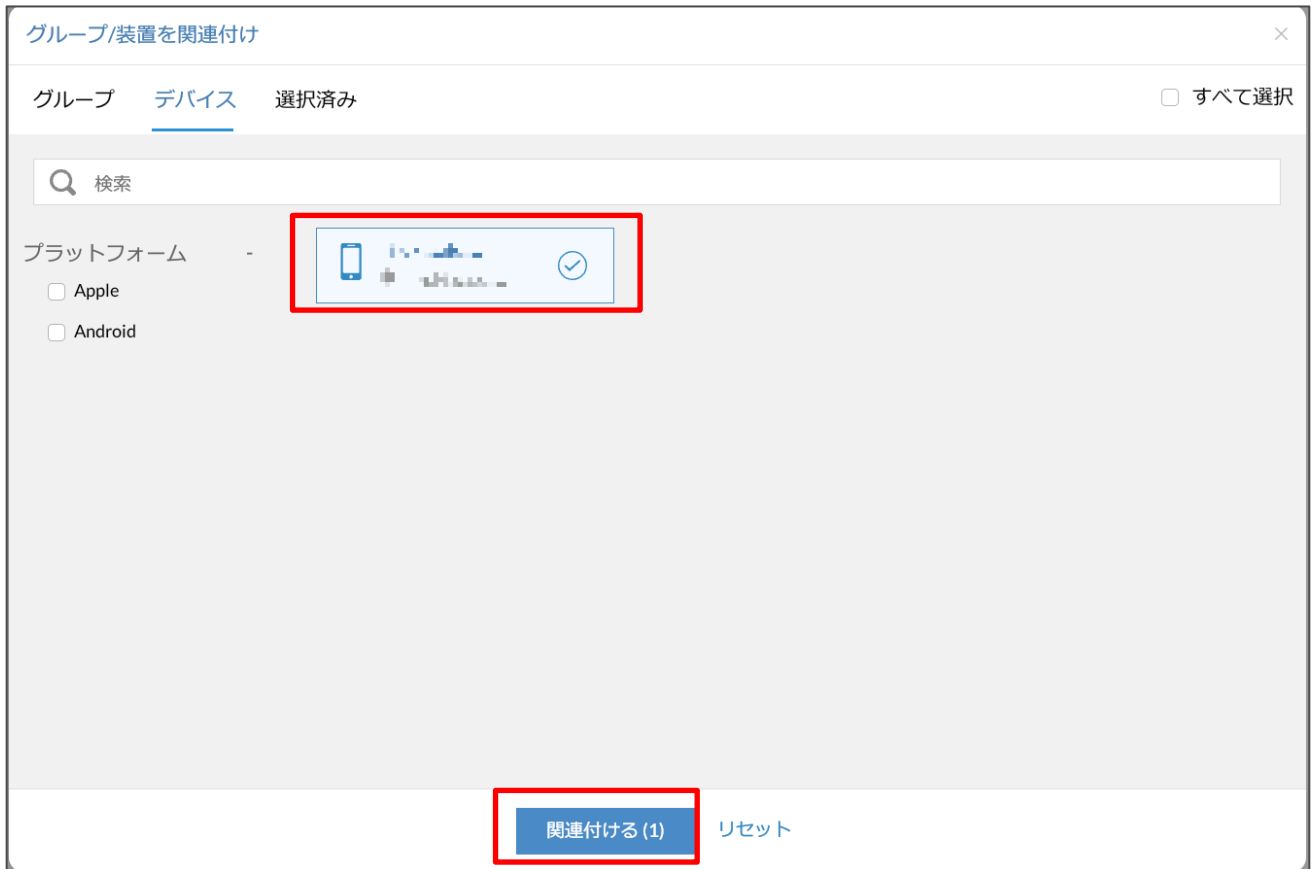 グループ/装置を関連付け
グループ デバイス 選択済み すべて選択
検索
プラットフォーム -
Apple
Android
関連付ける (1) リセット